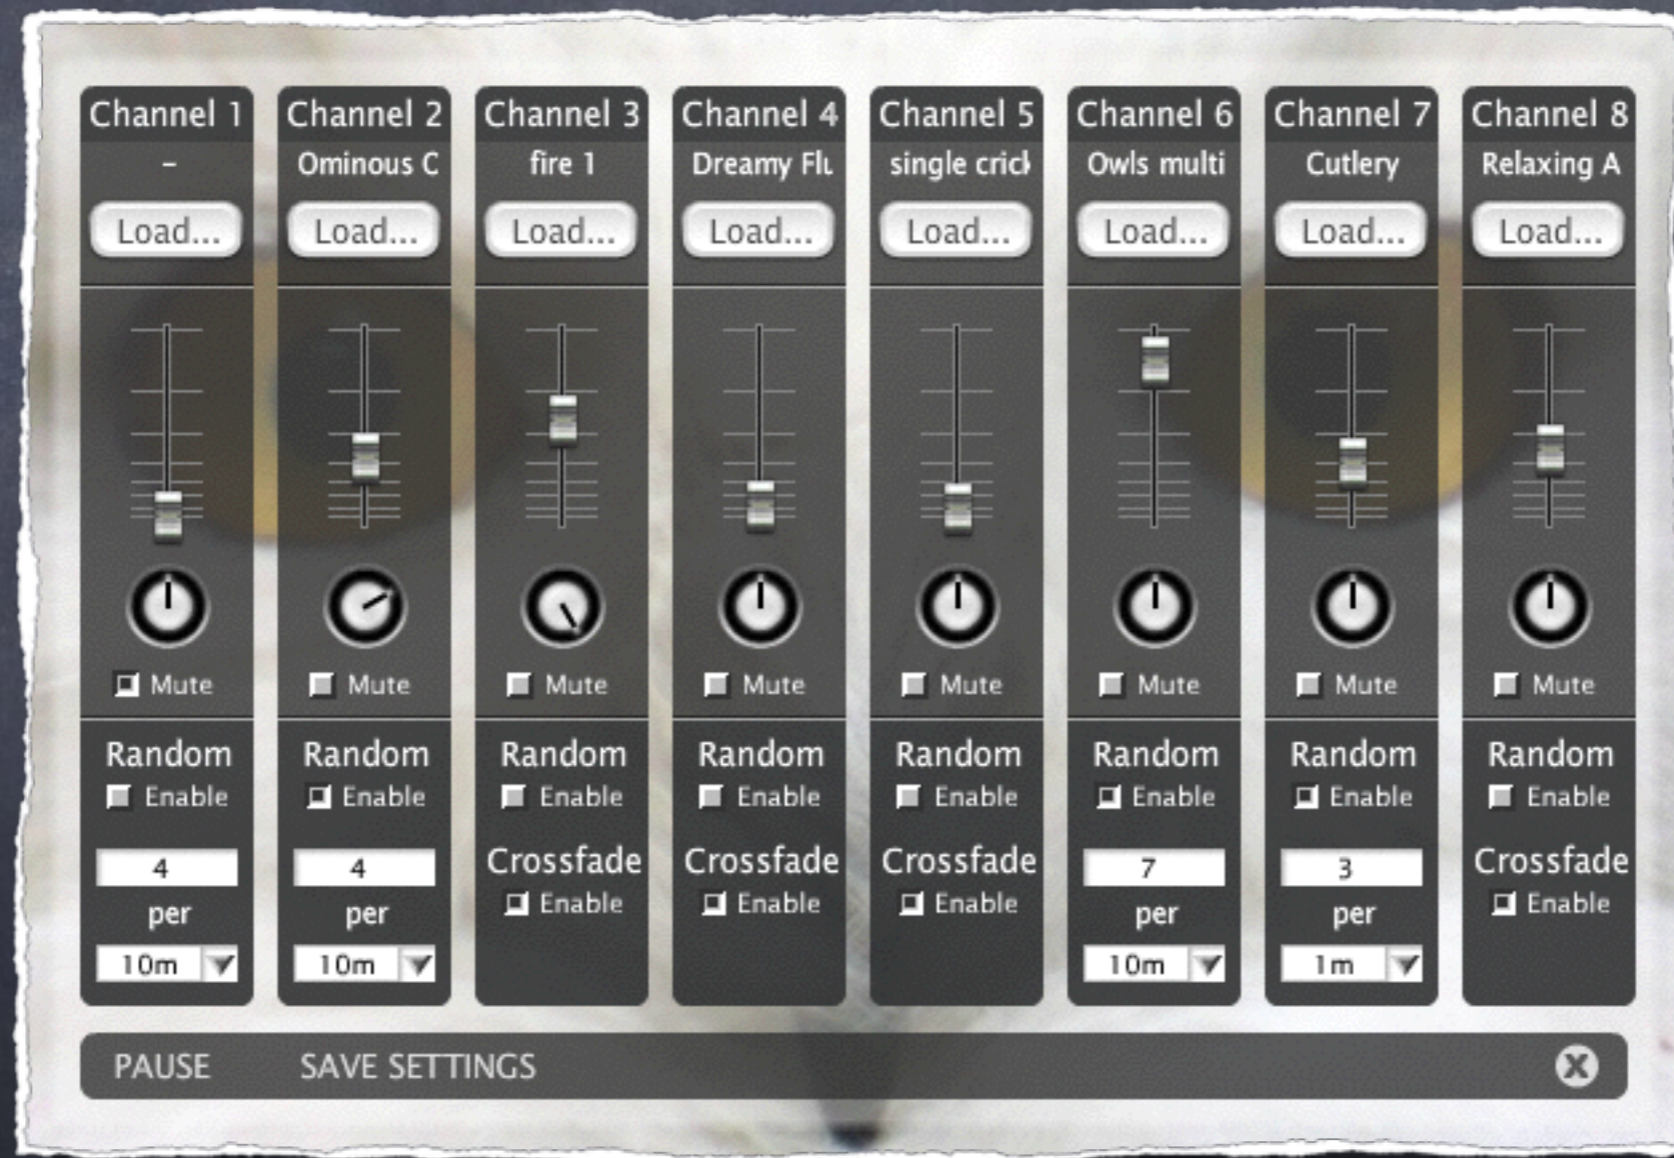 Channel 1
-
Load...
Mute
Random
Enable
4
per
10m
Channel 2
Ominous C
Load...
Mute
Random
Enable
4
per
10m
Channel 3
fire 1
Load...
Mute
Random
Enable
Crossfade
Enable
Channel 4
Dreamy Flu
Load...
Mute
Random
Enable
Crossfade
Enable
Channel 5
single crick
Load...
Mute
Random
Enable
Crossfade
Enable
Channel 6
Owls multi
Load...
Mute
Random
Enable
7
per
10m
Channel 7
Cutlery
Load...
Mute
Random
Enable
3
per
1m
Channel 8
Relaxing A
Load...
Mute
Random
Enable
Crossfade
Enable
PAUSE SAVE SETTINGS X